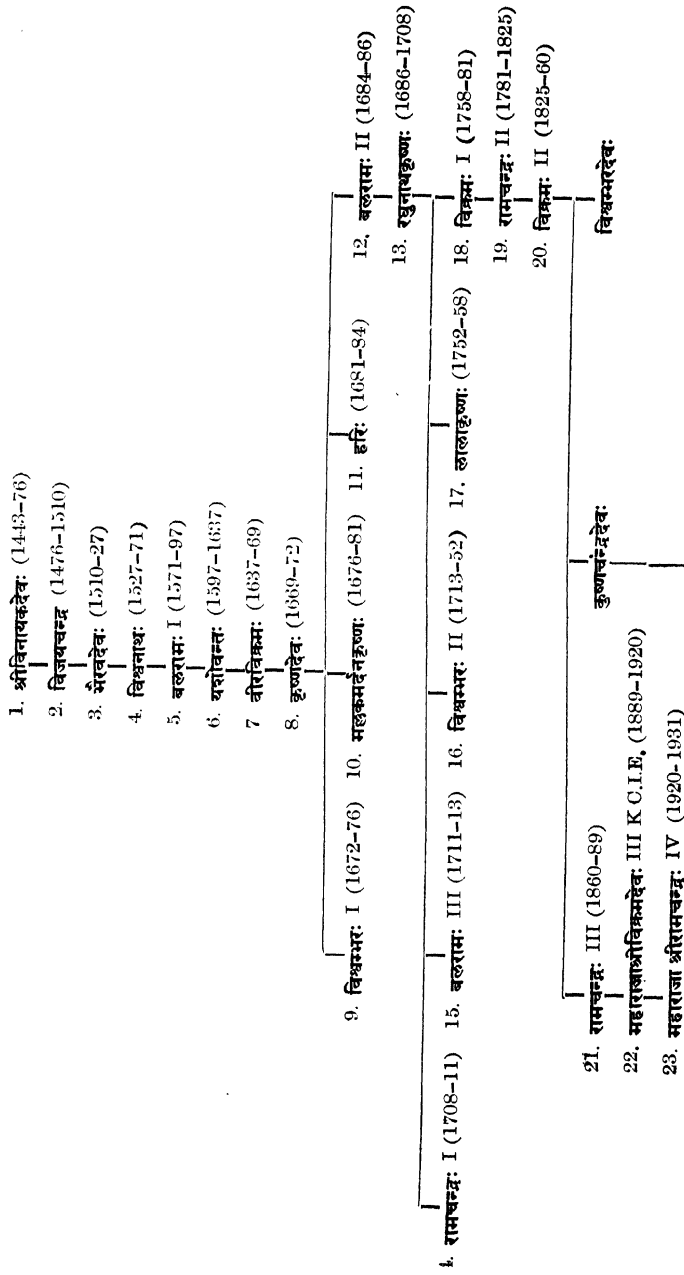 1. श्रीविनायकदेवः (1443-76)
2. विजयचन्द्र (1476-1510)
3. भैरवदेवः (1510-27)
4. विश्वनाथः (1527-71)
5. बलरामः I (1571-97)
6. यशोवन्तः (1597-1637)
7 वीरविक्रमः (1637-69)
8. कृष्णदेवः (1669-72)
9. विश्वम्भरः I (1672-76) 10. मलकमर्दनकृष्णः (1676-81) 11. हरिः (1681-84) 12. बलरामः II (1684-86)
13. रघुनाथकृष्णः (1686-1708)
4. रामचन्द्रः I (1708-11) 15. बलरामः III (1711-13) 16. विश्वम्भरः II (1713-52) 17. लालाकृष्णः (1752-58) 18. विक्रमः I (1758-81)
19. रामचन्द्रः II (1781-1825)
20. विक्रमः II (1825-60)
21. रामचन्द्रः III (1860-89) कृष्णचन्द्रदेवः विश्वम्भरदेवः
22. महाराजाश्रीविक्रमदेवः III K C.I.E. (1889-1920)
23. महाराजा श्रीरामचन्द्रः IV (1920-1931)